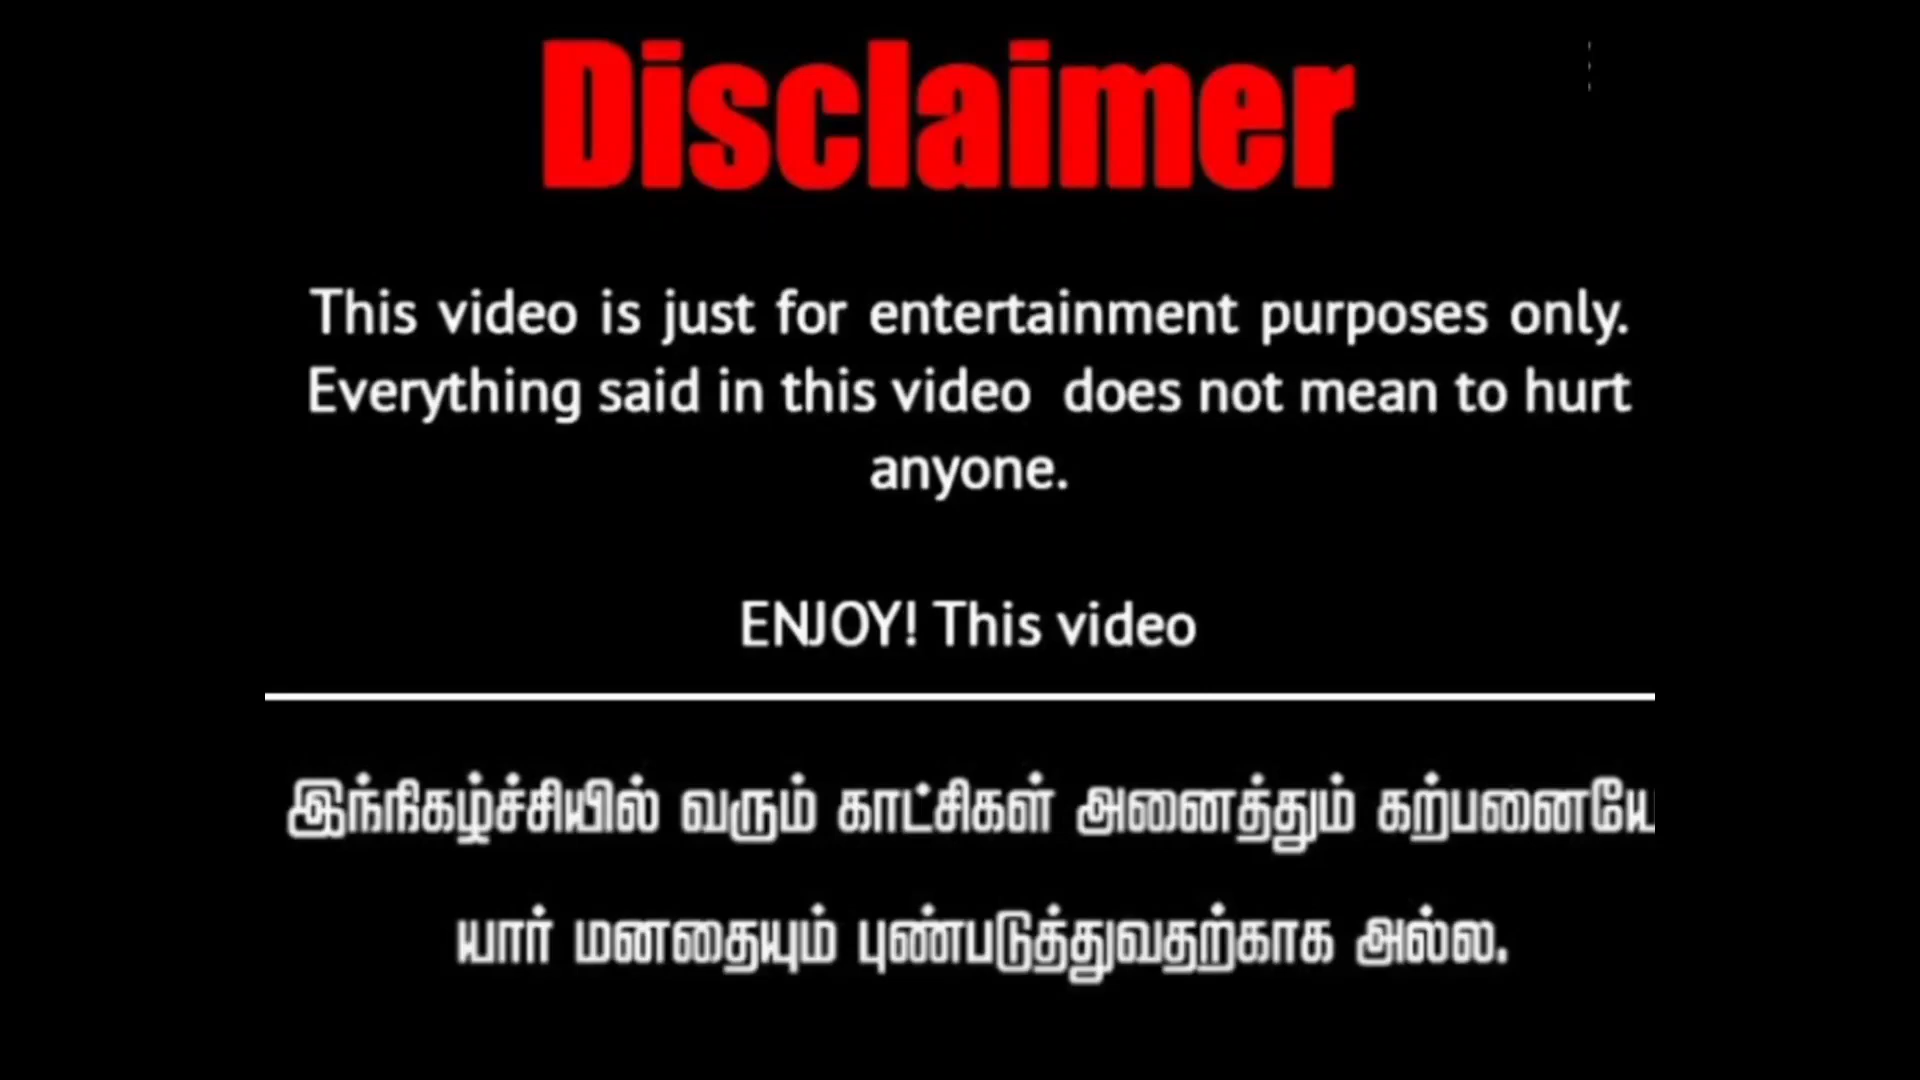 Disclaimer
This video is just for entertainment purposes only.
Everything said in this video does not mean to hurt
anyone.
ENJOY! This video
இந்நிகழ்ச்சியில் வரும் காட்சிகள் அனைத்தும் கற்பனையே
யார் மனதையும் புண்படுத்துவதற்காக அல்ல.